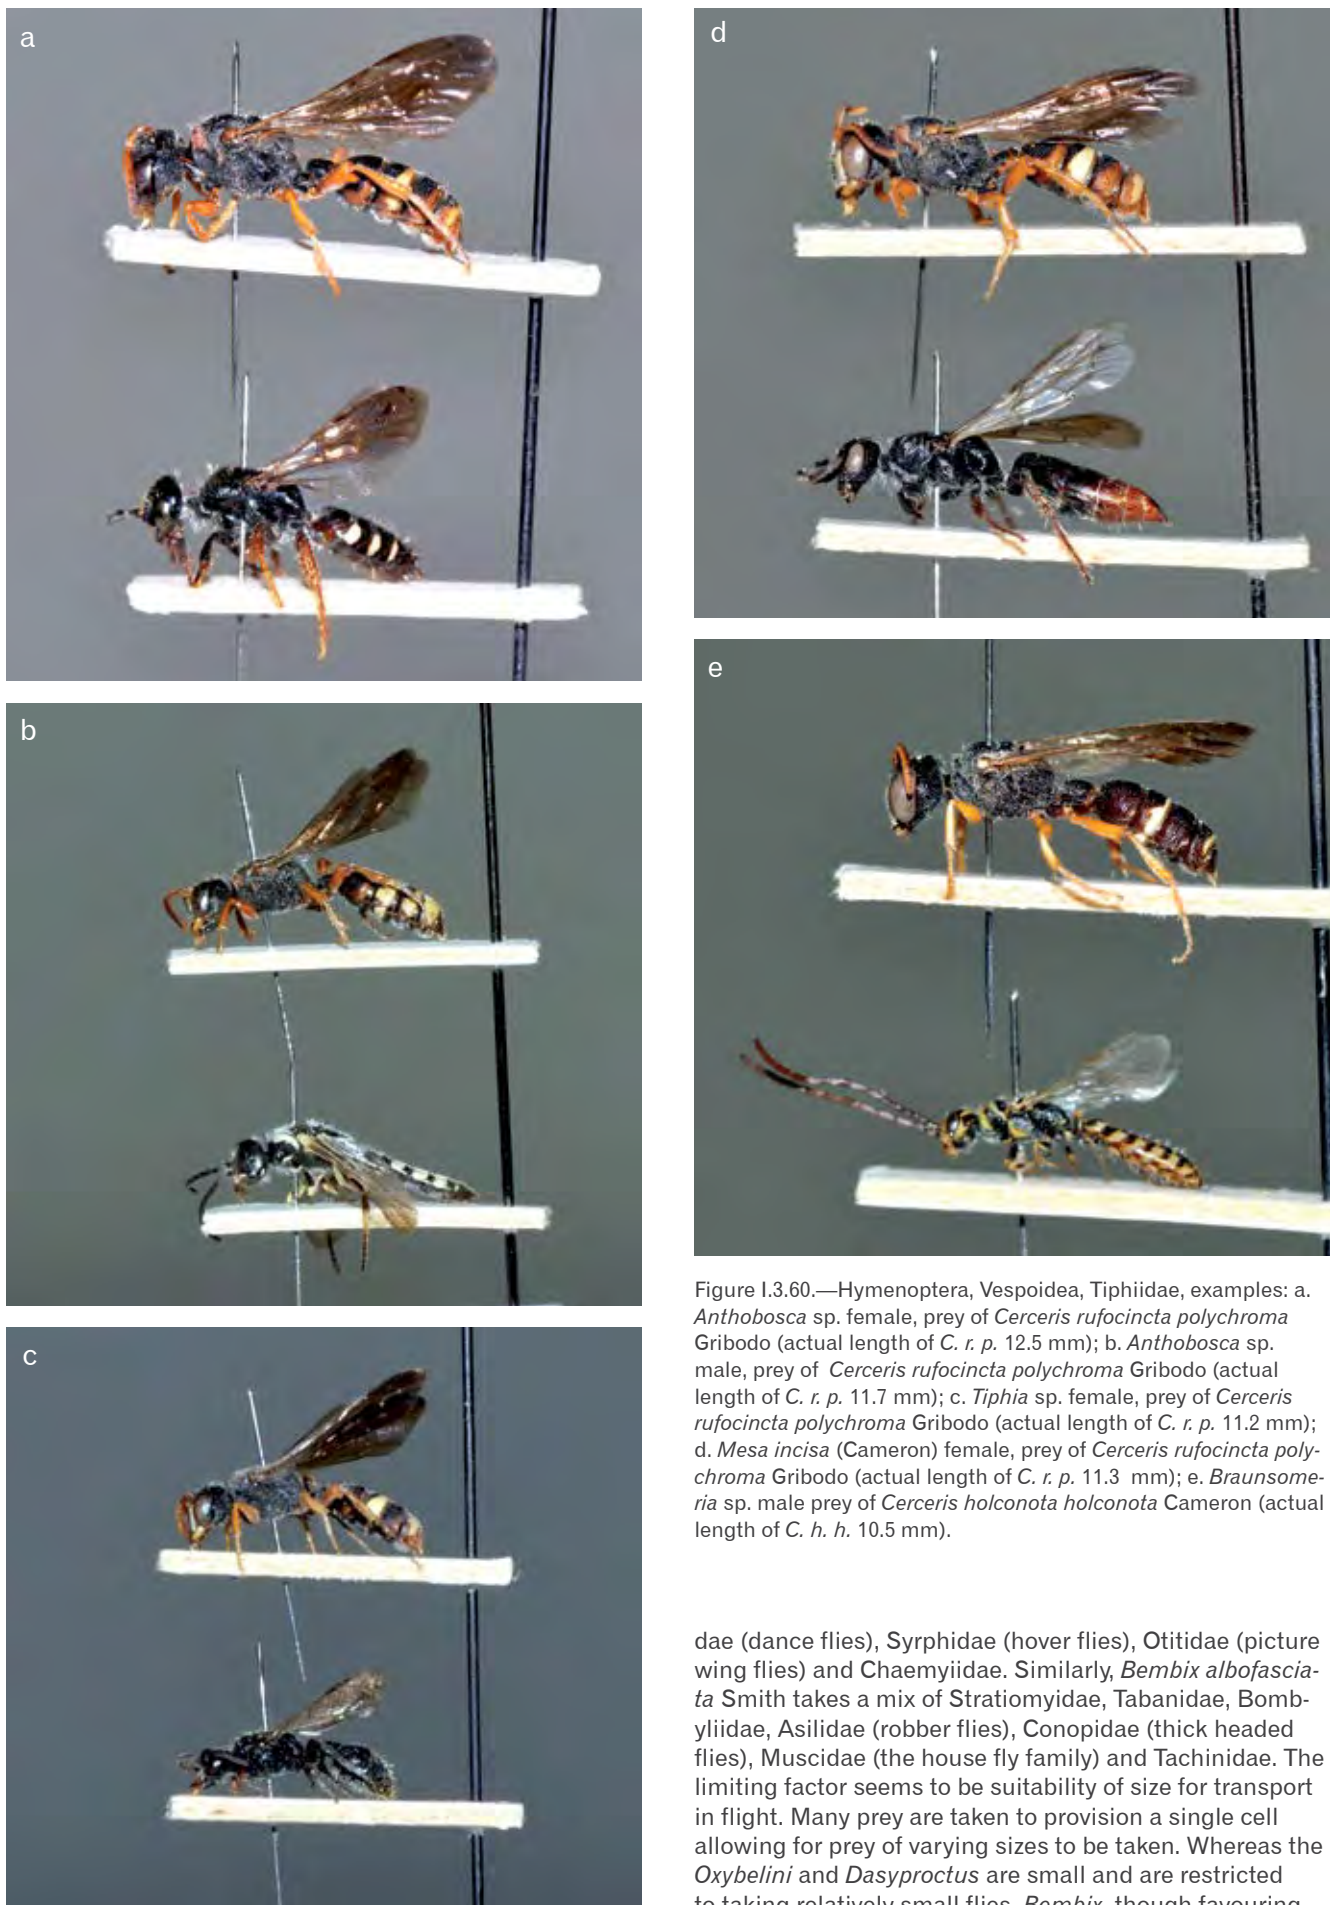 a
b
c
d
e
Figure I.3.60.—Hymenoptera, Vespoidea, Tiphiidae, examples: a.
Anthobosca sp. female, prey of Cerceris rufocincta polychroma
Gribodo (actual length of C. r. p. 12.5 mm); b. Anthobosca sp.
male, prey of Cerceris rufocincta polychroma Gribodo (actual
length of C. r. p. 11.7 mm); c. Tiphia sp. female, prey of Cerceris
rufocincta polychroma Gribodo (actual length of C. r. p. 11.2 mm);
d. Mesa incisa (Cameron) female, prey of Cerceris rufocincta poly-
chroma Gribodo (actual length of C. r. p. 11.3 mm); e. Braunsome-
ria sp. male prey of Cerceris holconota holconota Cameron (actual
length of C. h. h. 10.5 mm).
dae (dance flies), Syrphidae (hover flies), Otitidae (picture
wing flies) and Chaemyiidae. Similarly, Bembix albofascia-
ta Smith takes a mix of Stratiomyidae, Tabanidae, Bomb-
yliidae, Asilidae (robber flies), Conopidae (thick headed
flies), Muscidae (the house fly family) and Tachinidae. The
limiting factor seems to be suitability of size for transport
in flight. Many prey are taken to provision a single cell
allowing for prey of varying sizes to be taken. Whereas the
Oxybelini and Dasyproctus are small and are restricted
to taking relatively small flies, Bembix, though favouring